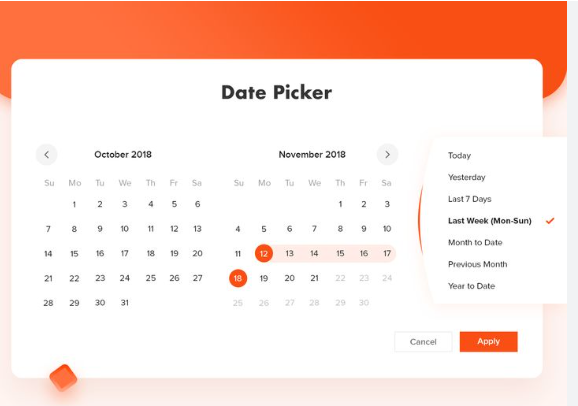 Date Picker
October 2018
Su Mo Tu We Th Fr Sa
1 2 3 4 5 6
7 8 9 10 11 12 13
14 15 16 17 18 19 20
21 22 23 24 25 26 27
28 29 30 31
November 2018
Su Mo Tu We Th Fr Sa
1 2 3
4 5 6 7 8 9 10
11 12 13 14 15 16 17
18 19 20 21 22 23 24
25 26 27 28 29 30
Today
Yesterday
Last 7 Days
Last Week (Mon-Sun)
Month to Date
Previous Month
Year to Date
Cancel Apply